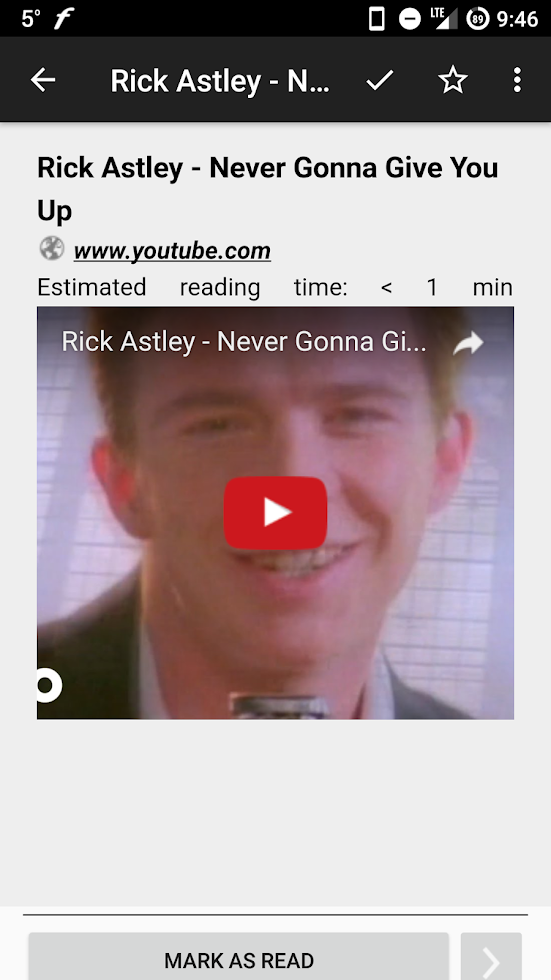 5°
LTE
89
9:46
Rick Astley - N...
Rick Astley - Never Gonna Give You
Up
www.youtube.com
Estimated reading time: < 1 min
Rick Astley - Never Gonna Gi...
o
MARK AS READ